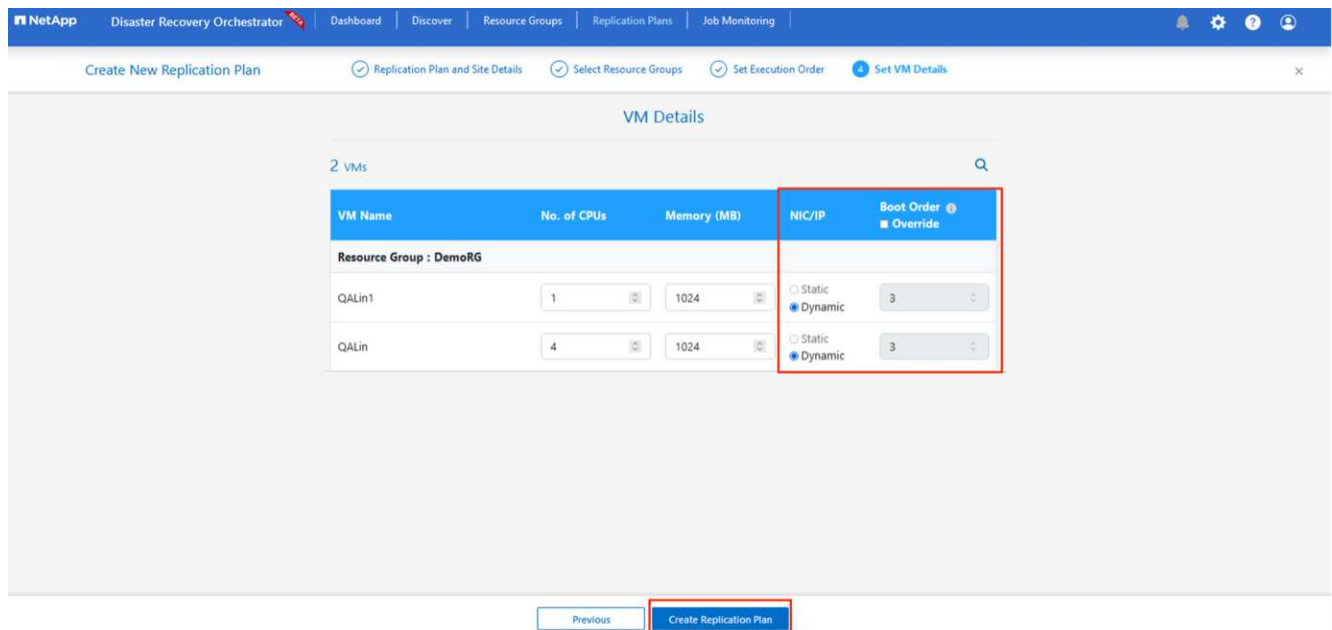 NetApp Disaster Recovery Orchestrator BETA Dashboard Discover Resource Groups Replication Plans Job Monitoring
Create New Replication Plan Replication Plan and Site Details Select Resource Groups Set Execution Order 4 Set VM Details
VM Details
2 VMs
VM Name No. of CPUs Memory (MB) NIC/IP Boot Order Override
Resource Group : DemoRG
QALin1 1 1024 Static Dynamic 3
QALin 4 1024 Static Dynamic 3
Previous Create Replication Plan